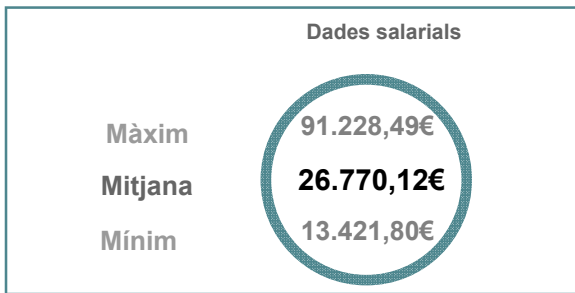 Dades salarials
Màxim 91.228,49€
Mitjana 26.770,12€
Mínim 13.421,80€